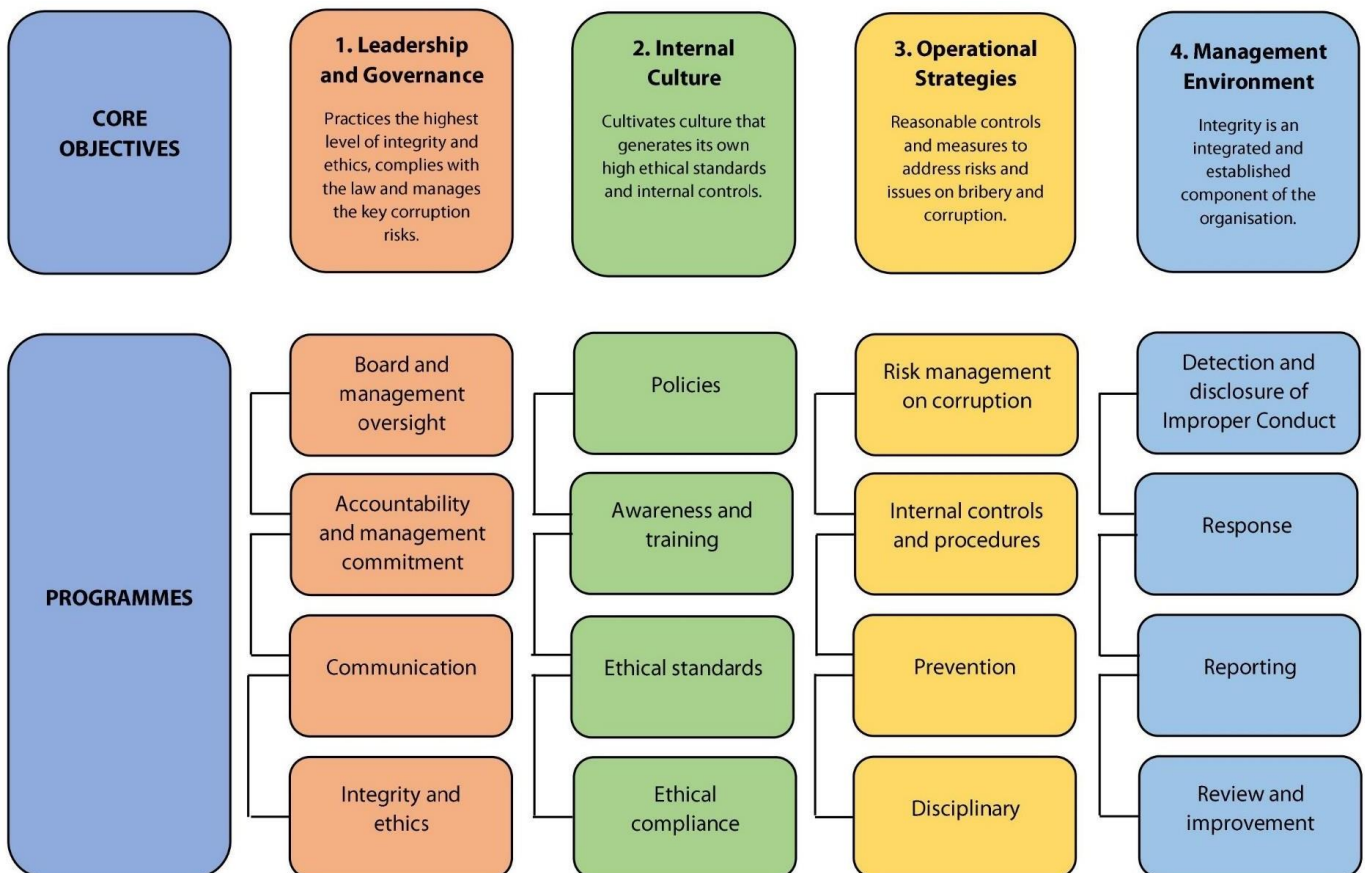 CORE
OBJECTIVES
1. Leadership
and Governance
Practices the highest
level of integrity and
ethics, complies with
the law and manages
the key corruption
risks.
2. Internal
Culture
Cultivates culture that
generates its own
high ethical standards
and internal controls.
3. Operational
Strategies
Reasonable controls
and measures to
address risks and
issues on bribery and
corruption.
4. Management
Environment
Integrity is an
integrated and
established
component of the
organisation.
PROGRAMMES
Board and
management
oversight
Accountability
and management
commitment
Communication
Integrity and
ethics
Policies
Awareness and
training
Ethical standards
Ethical
compliance
Risk management
on corruption
Internal controls
and procedures
Prevention
Disciplinary
Detection and
disclosure of
Improper Conduct
Response
Reporting
Review and
improvement